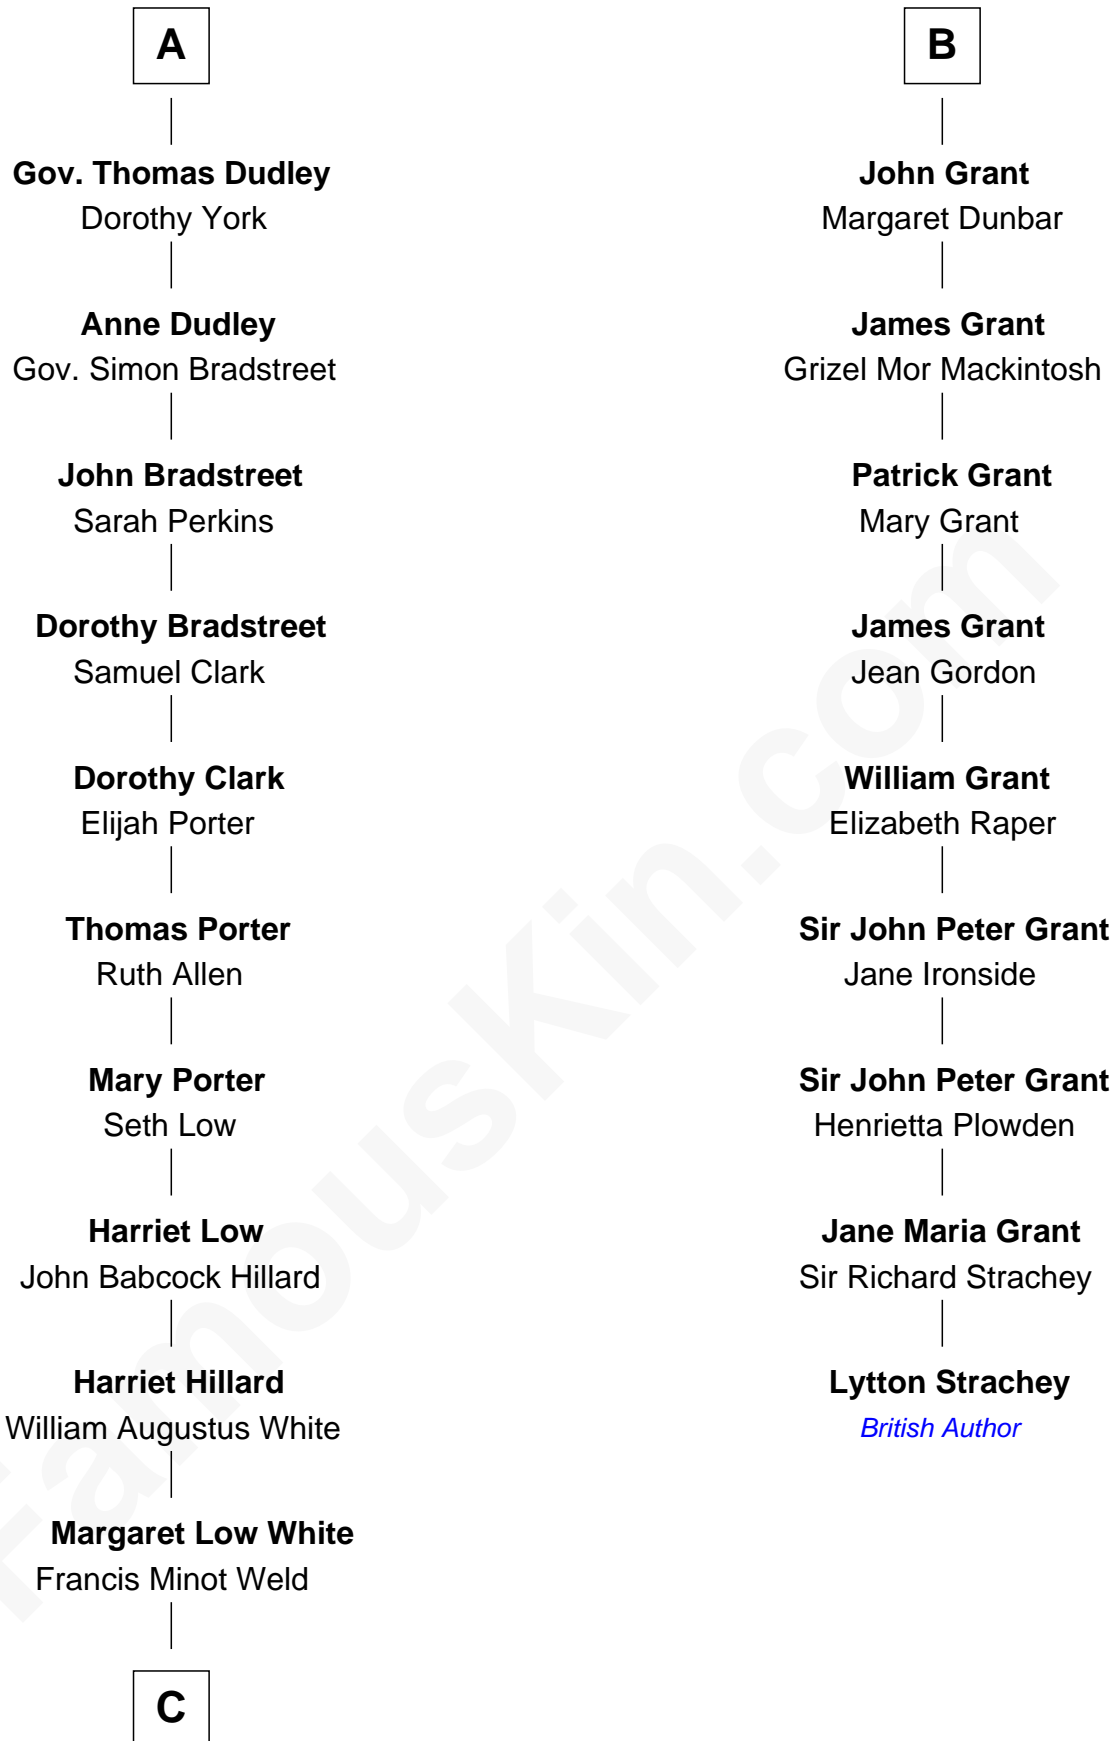 A
Gov. Thomas Dudley
Dorothy York
Anne Dudley
Gov. Simon Bradstreet
John Bradstreet
Sarah Perkins
Dorothy Bradstreet
Samuel Clark
Dorothy Clark
Elijah Porter
Thomas Porter
Ruth Allen
Mary Porter
Seth Low
Harriet Low
John Babcock Hillard
Harriet Hillard
William Augustus White
Margaret Low White
Francis Minot Weld
C
B
John Grant
Margaret Dunbar
James Grant
Grizel Mor Mackintosh
Patrick Grant
Mary Grant
James Grant
Jean Gordon
William Grant
Elizabeth Raper
Sir John Peter Grant
Jane Ironside
Sir John Peter Grant
Henrietta Plowden
Jane Maria Grant
Sir Richard Strachey
Lytton Strachey
British Author
FamousKin.com